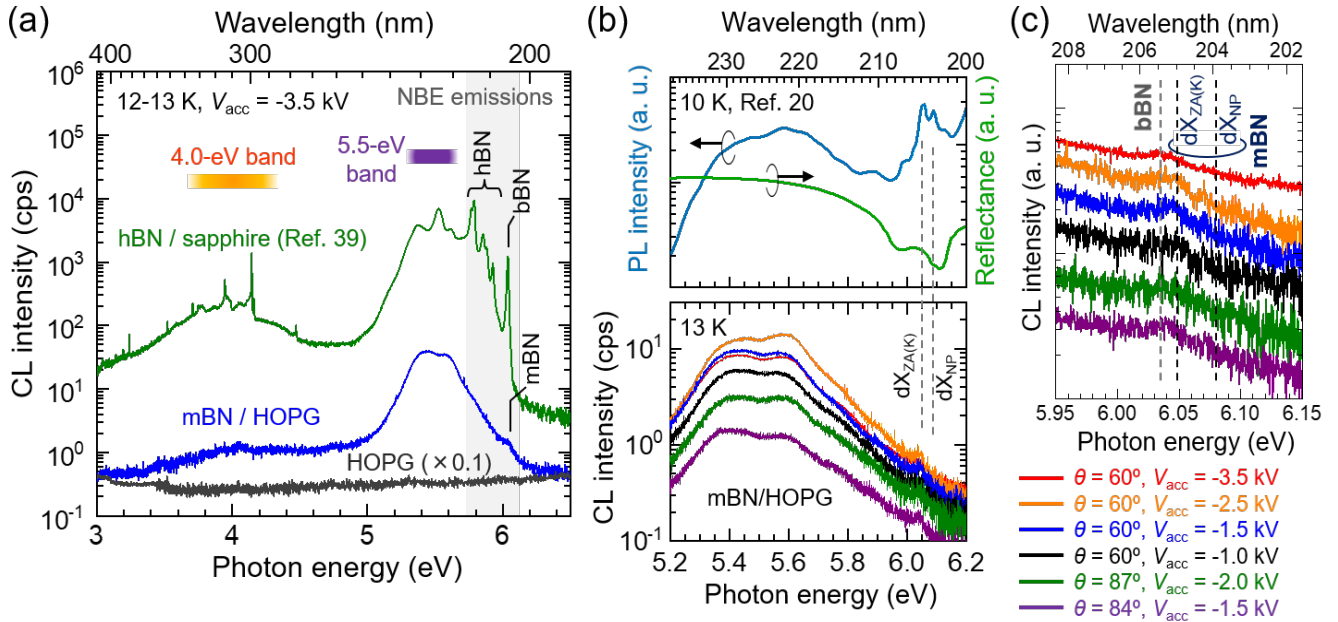 (a)
Wavelength (nm)
400 300 200
10^6
10^5
10^4
10^3
10^2
10^1
10^0
10^-1
CL intensity (cps)
12-13 K, V_acc = -3.5 kV
NBE emissions
4.0-eV band
5.5-eV
band
hBN
bBN
hBN / sapphire (Ref. 39)
mBN
mBN / HOPG
HOPG (×0.1)
3 4 5 6
Photon energy (eV)
(b)
Wavelength (nm)
230 220 210 200
10 K, Ref. 20
PL intensity (a. u.)
Reflectance (a. u.)
13 K
10^1
10^0
10^-1
CL intensity (cps)
dX_ZA(K)
dX_NP
mBN/HOPG
5.2 5.4 5.6 5.8 6.0 6.2
Photon energy (eV)
(c)
Wavelength (nm)
208 206 204 202
CL intensity (a. u.)
bBN
dX_ZA(K)
dX_NP
mBN
5.95 6.00 6.05 6.10 6.15
Photon energy (eV)
θ = 60º, V_acc = -3.5 kV
θ = 60º, V_acc = -2.5 kV
θ = 60º, V_acc = -1.5 kV
θ = 60º, V_acc = -1.0 kV
θ = 87º, V_acc = -2.0 kV
θ = 84º, V_acc = -1.5 kV